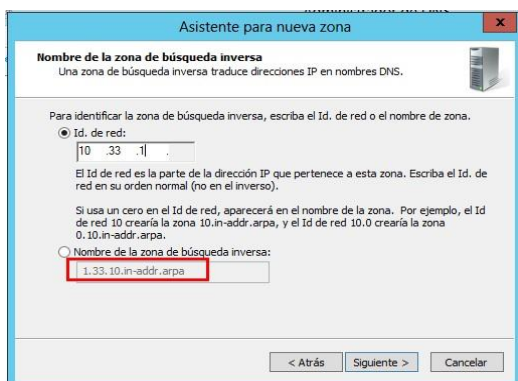 Asistente para nueva zona
x
Nombre de la zona de búsqueda inversa
Una zona de búsqueda inversa traduce direcciones IP en nombres DNS.
Para identificar la zona de búsqueda inversa, escriba el Id. de red o el nombre de zona.
Id. de red:
10 .33 .1 .
El Id de red es la parte de la dirección IP que pertenece a esta zona. Escriba el Id. de
red en su orden normal (no en el inverso).
Si usa un cero en el Id de red, aparecerá en el nombre de la zona. Por ejemplo, el Id
de red 10 crearía la zona 10.in-addr.arpa, y el Id de red 10.0 crearía la zona
0.10.in-addr.arpa.
Nombre de la zona de búsqueda inversa:
1.33.10.in-addr.arpa
< Atrás Siguiente > Cancelar